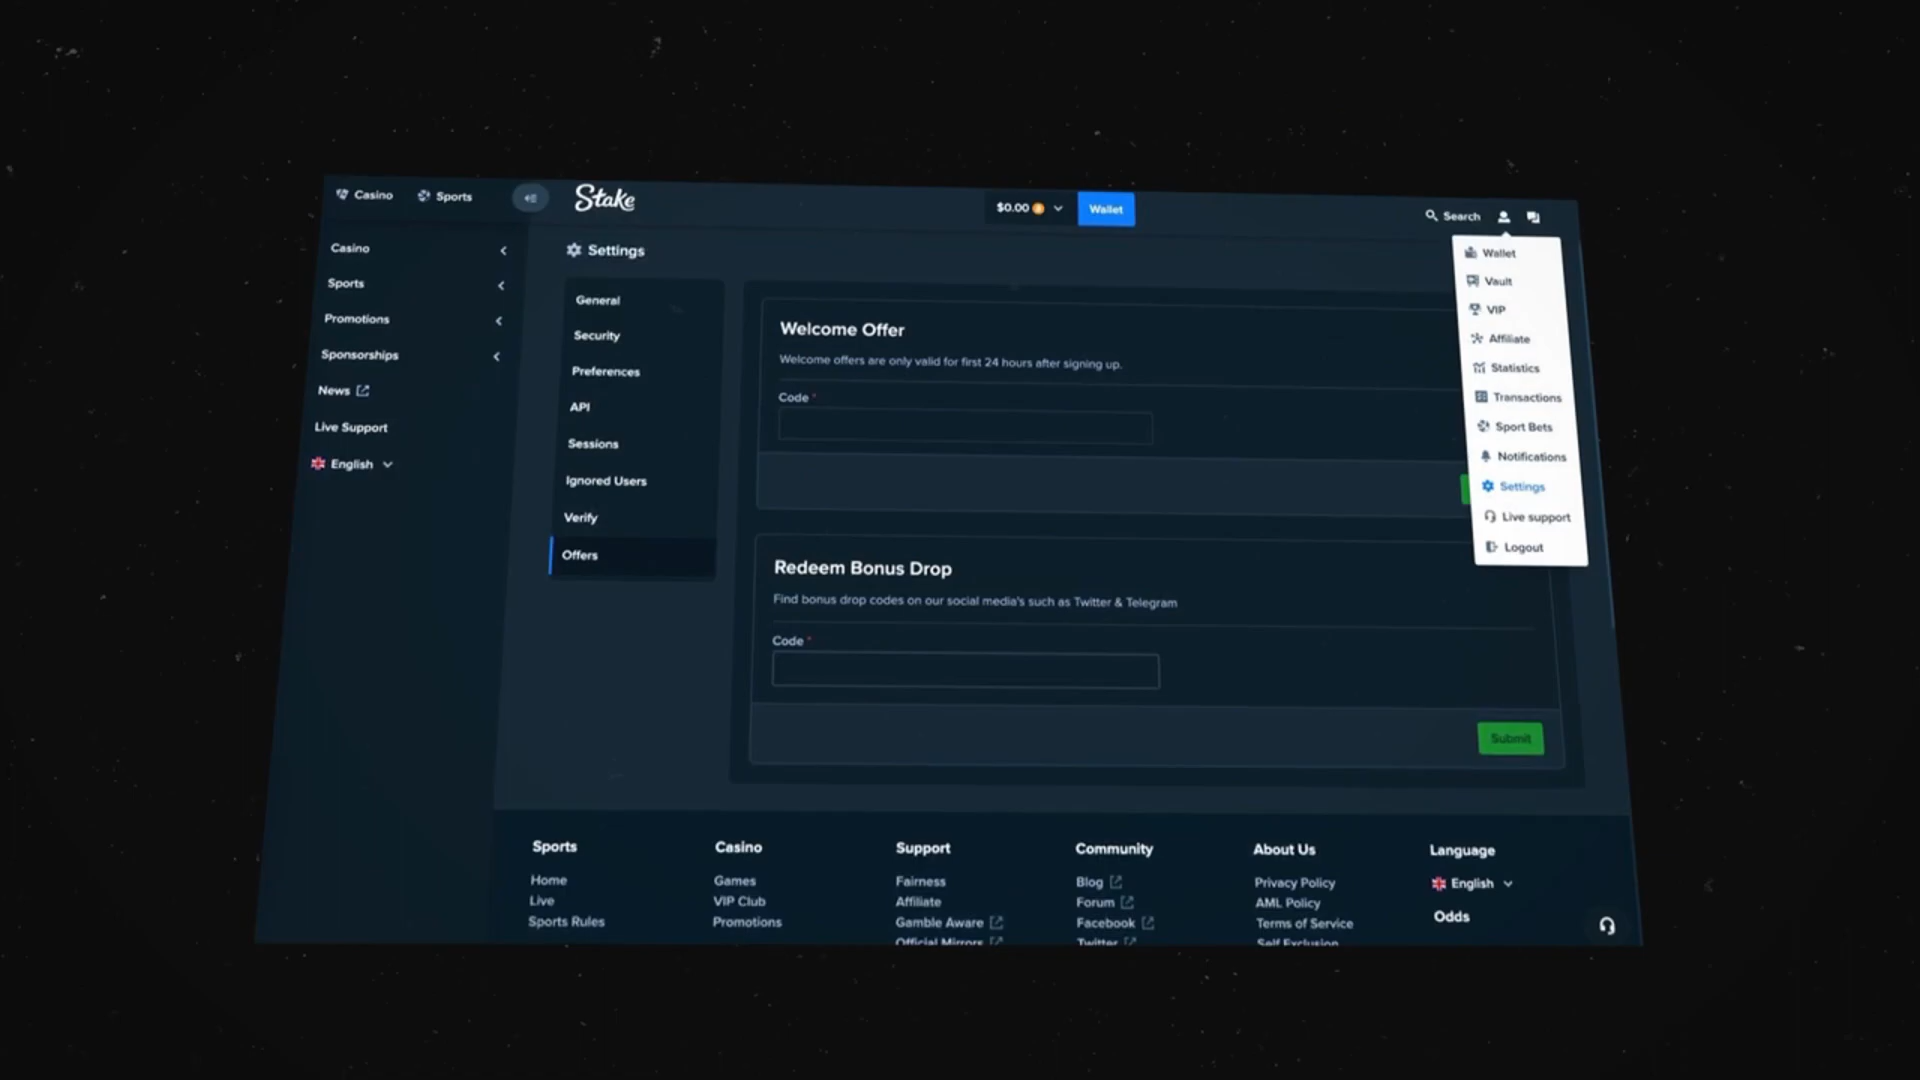 Casino
Sports
Stake
$0.00
Wallet
Search
Casino
Sports
Promotions
Sponsorships
News
Live Support
English
Settings
General
Security
Preferences
API
Sessions
Ignored Users
Verify
Offers
Welcome Offer
Welcome offers are only valid for first 24 hours after signing up.
Code *
Redeem Bonus Drop
Find bonus drop codes on our social media's such as Twitter & Telegram
Code *
Submit
Wallet
Vault
VIP
Affiliate
Statistics
Transactions
Sport Bets
Notifications
Settings
Live support
Logout
Sports
Home
Live
Sports Rules
Casino
Games
VIP Club
Promotions
Support
Fairness
Affiliate
Gamble Aware
Official Mirrors
Community
Blog
Forum
Facebook
Twitter
About Us
Privacy Policy
AML Policy
Terms of Service
Self Exclusion
Language
English
Odds